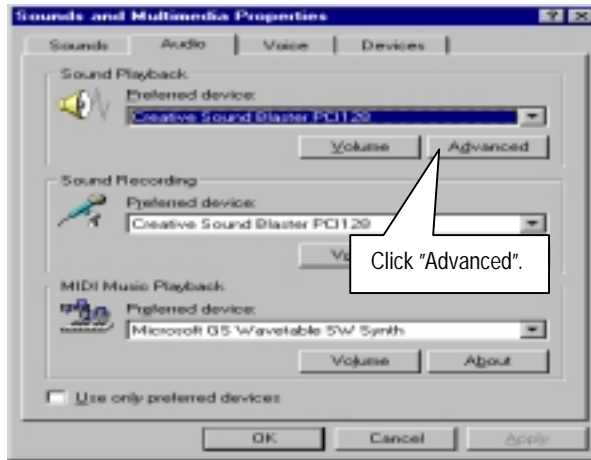 Sounds and Multimedia Properties
Sounds Audio Voice Devices
Sound Playback
Preferred device:
Creative Sound Blaster PCI128
Volume Advanced
Sound Recording
Preferred device:
Creative Sound Blaster PCI128
Click "Advanced".
MIDI Music Playback
Preferred device:
Microsoft GS Wavetable SW Synth
Volume About
Use only preferred devices
OK Cancel Apply